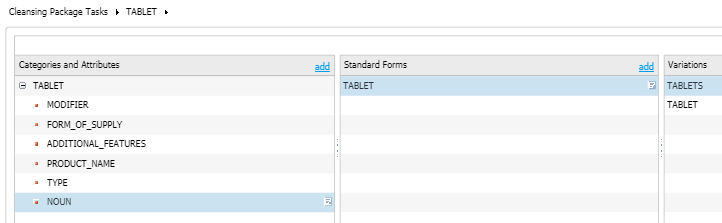 Cleansing Package Tasks TABLET
Categories and Attributes add Standard Forms add Variations
TABLET TABLET TABLETS
MODIFIER TABLET
FORM_OF_SUPPLY
ADDITIONAL_FEATURES
PRODUCT_NAME
TYPE
NOUN